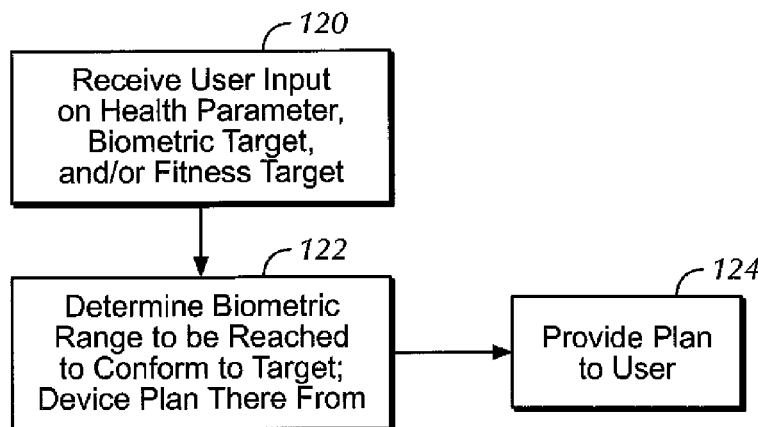 120
Receive User Input
on Health Parameter,
Biometric Target,
and/or Fitness Target
122
Determine Biometric
Range to be Reached
to Conform to Target;
Device Plan There From
124
Provide Plan
to User